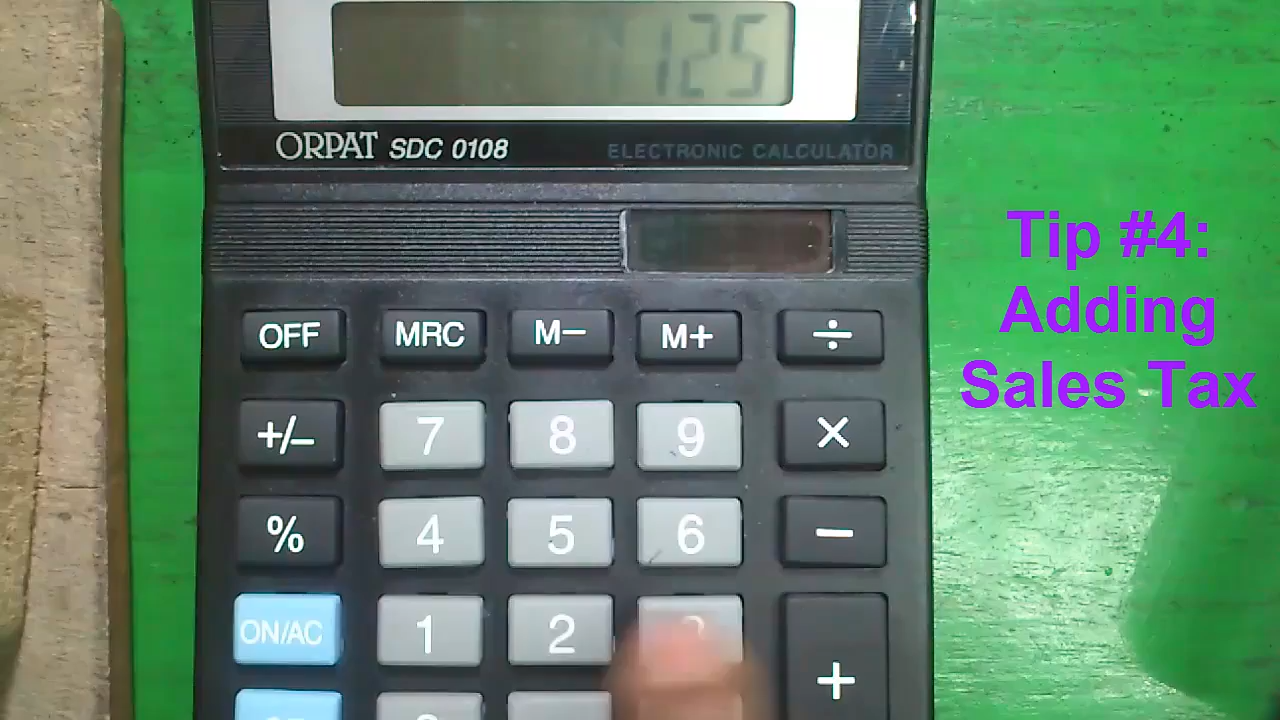 125
ORPAT SDC 0108 ELECTRONIC CALCULATOR
Tip #4:
Adding
Sales Tax
OFF MRC M− M+ ÷
+/− 7 8 9 ×
% 4 5 6 −
ON/AC 1 2 +